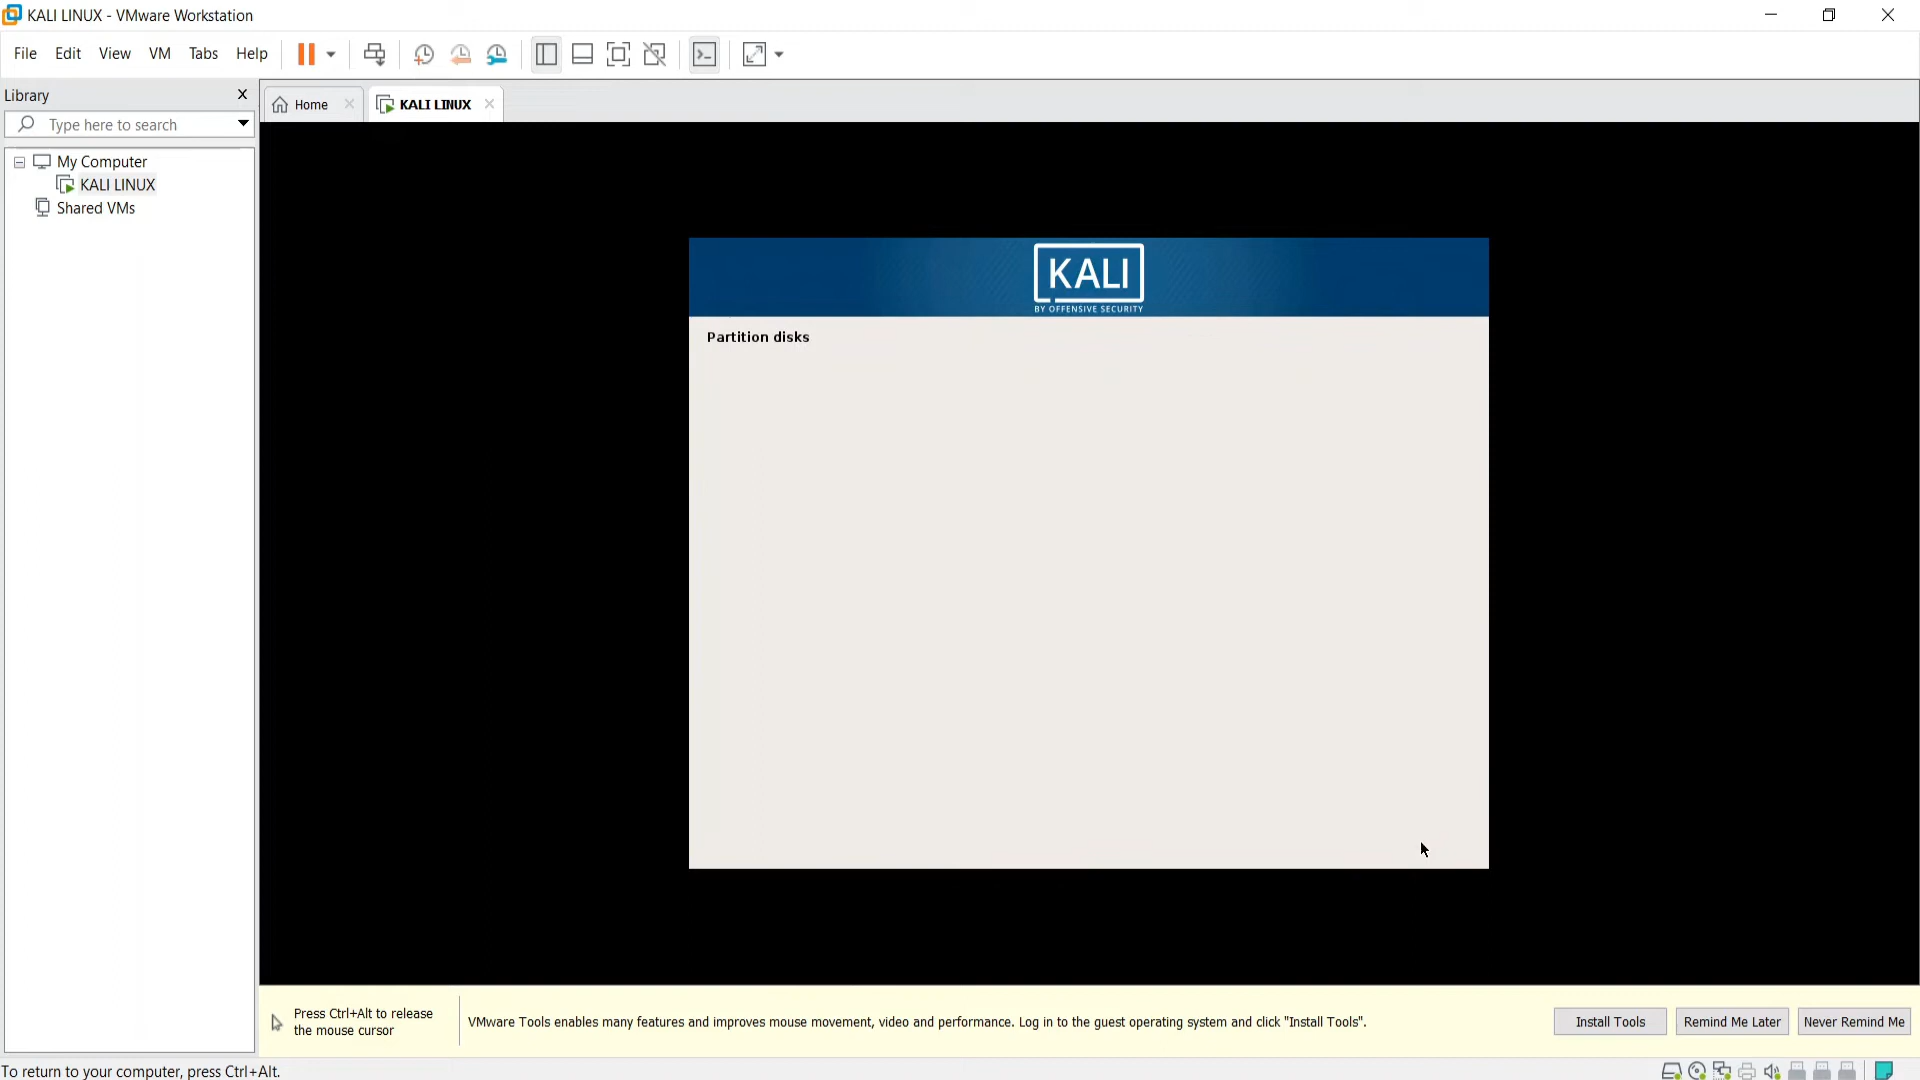 KALI LINUX - VMware Workstation
File Edit View VM Tabs Help
Library
Home
KALI LINUX
Type here to search
My Computer
KALI LINUX
Shared VMs
KALI
BY OFFENSIVE SECURITY
Partition disks
Press Ctrl+Alt to release
the mouse cursor
VMware Tools enables many features and improves mouse movement, video and performance. Log in to the guest operating system and click "Install Tools".
Install Tools
Remind Me Later
Never Remind Me
To return to your computer, press Ctrl+Alt.